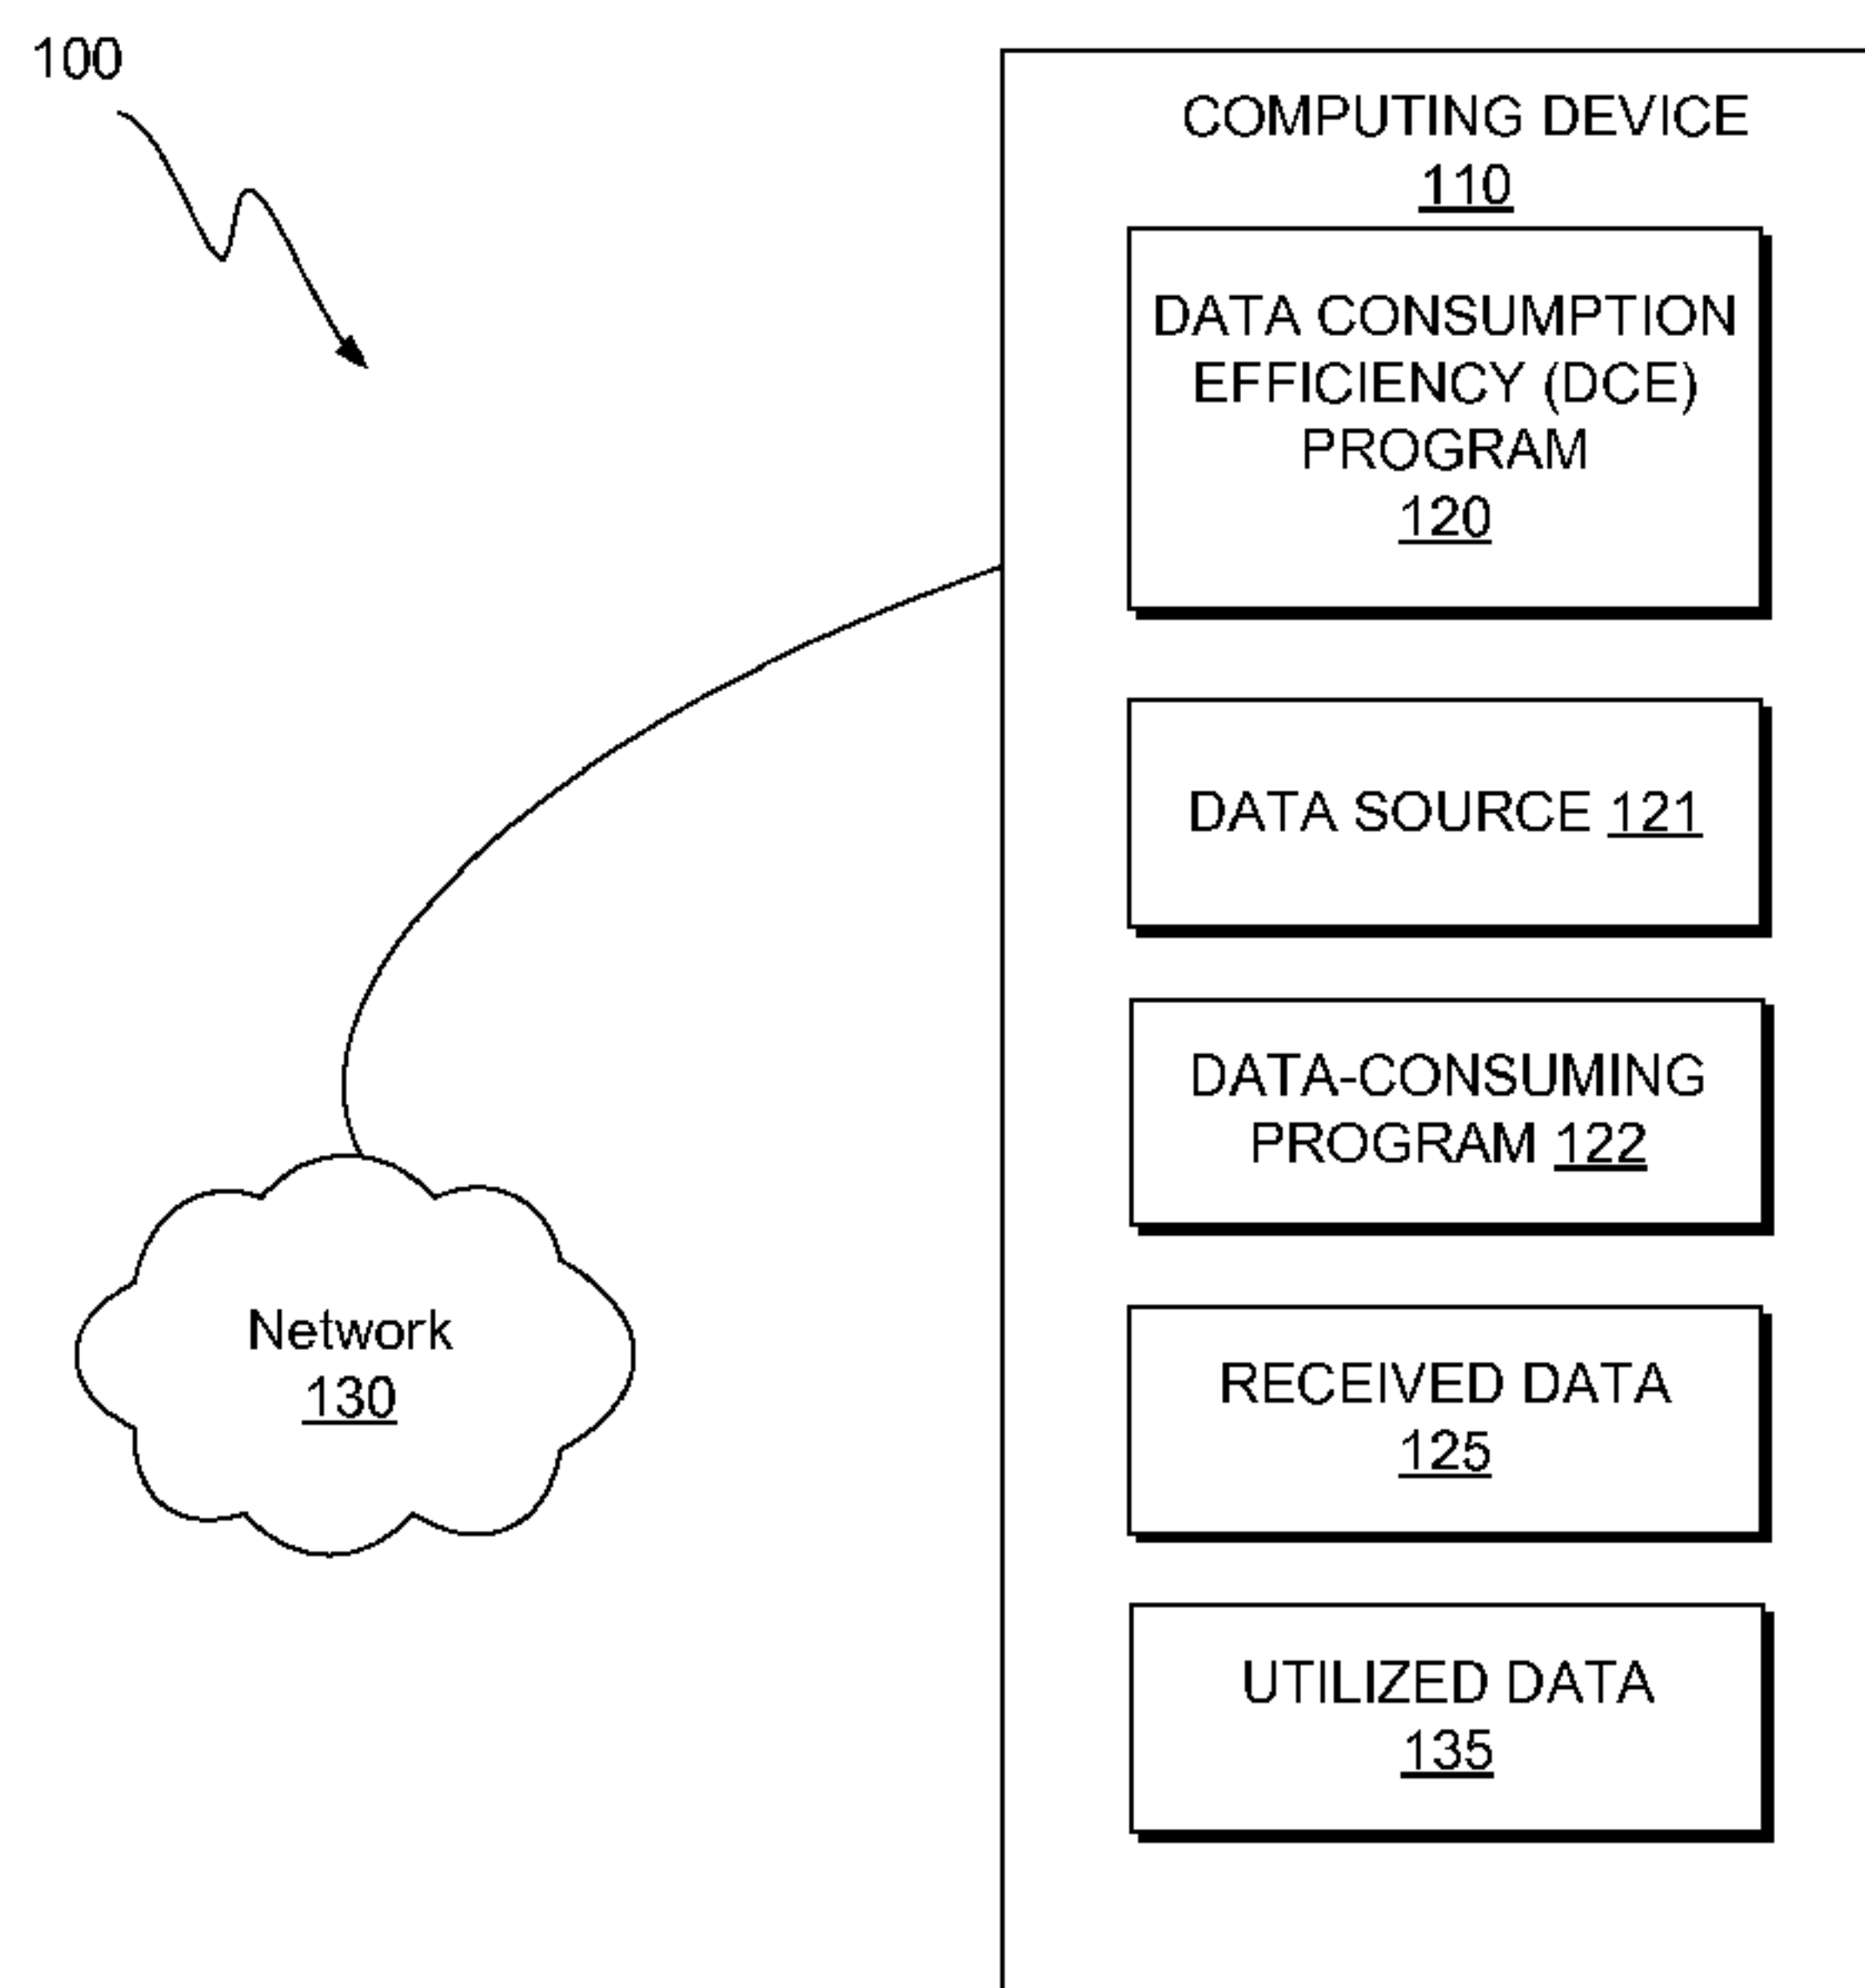 100
COMPUTING DEVICE
110
DATA CONSUMPTION
EFFICIENCY (DCE)
PROGRAM
120
DATA SOURCE 121
DATA-CONSUMING
PROGRAM 122
Network
130
RECEIVED DATA
125
UTILIZED DATA
135